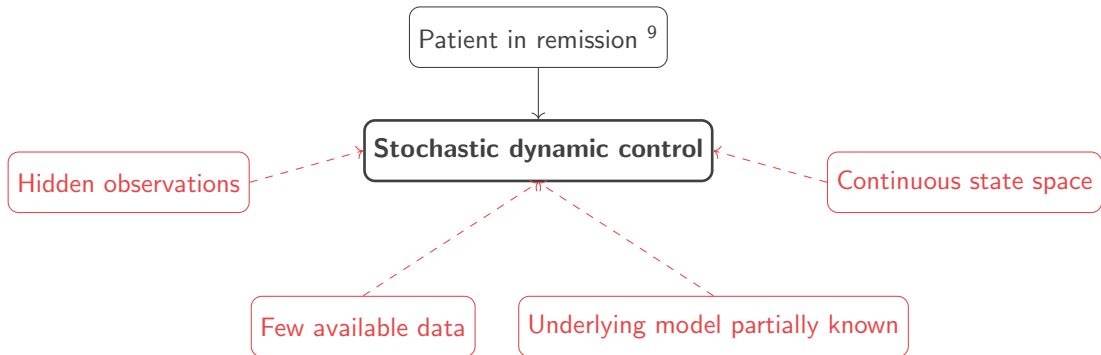 Patient in remission ⁹
Stochastic dynamic control
Hidden observations
Continuous state space
Few available data
Underlying model partially known